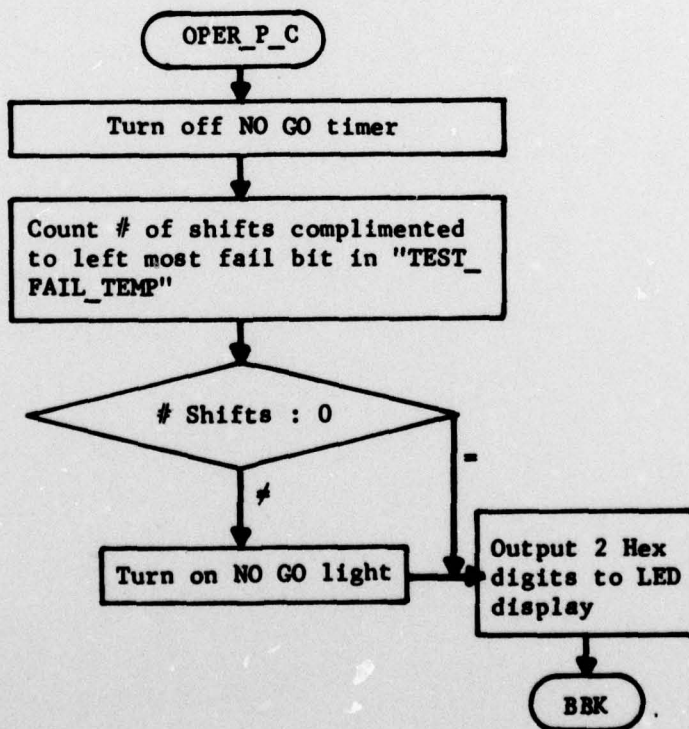 OPER_P_C
Turn off NO GO timer
Count # of shifts complimented
to left most fail bit in "TEST_
FAIL_TEMP"
# Shifts : 0
=
≠
Turn on NO GO light
Output 2 Hex
digits to LED
display
BBK